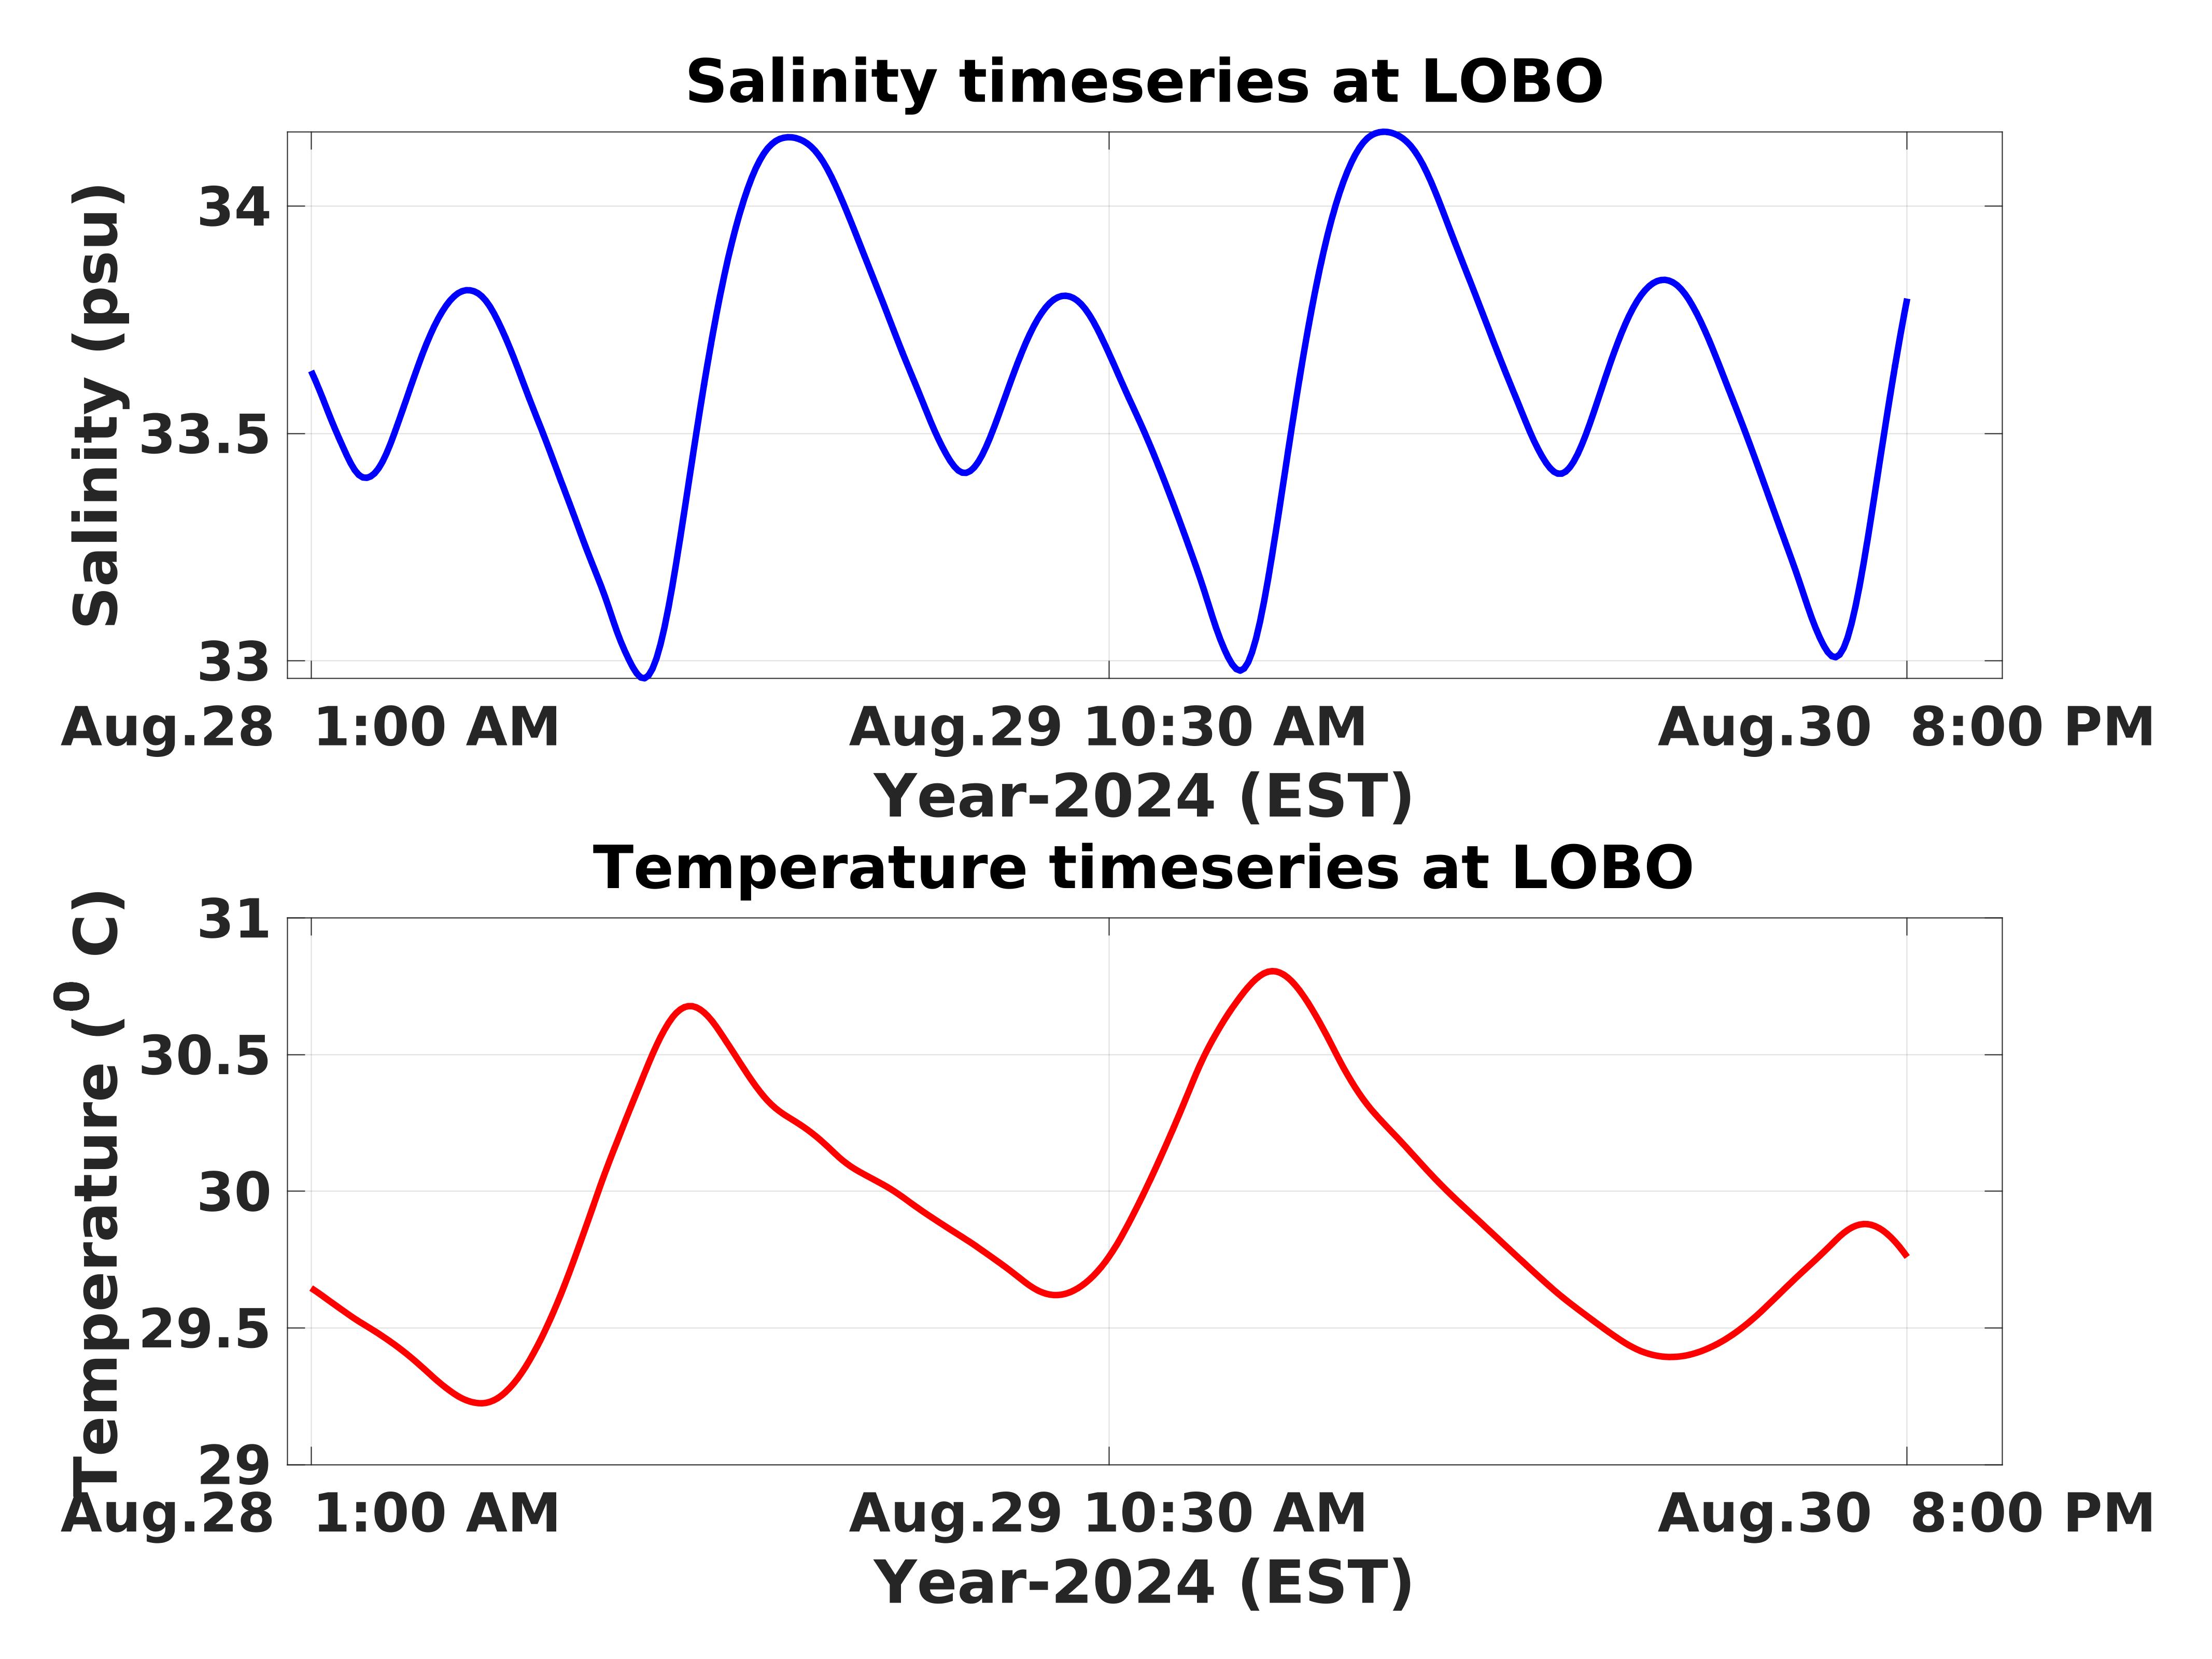 Salinity timeseries at LOBO
Salinity (psu)
34
33.5
33
Aug.28  1:00 AM
Aug.29 10:30 AM
Aug.30  8:00 PM
Year-2024 (EST)
Temperature timeseries at LOBO
Temperature (⁰ C)
31
30.5
30
29.5
29
Aug.28  1:00 AM
Aug.29 10:30 AM
Aug.30  8:00 PM
Year-2024 (EST)